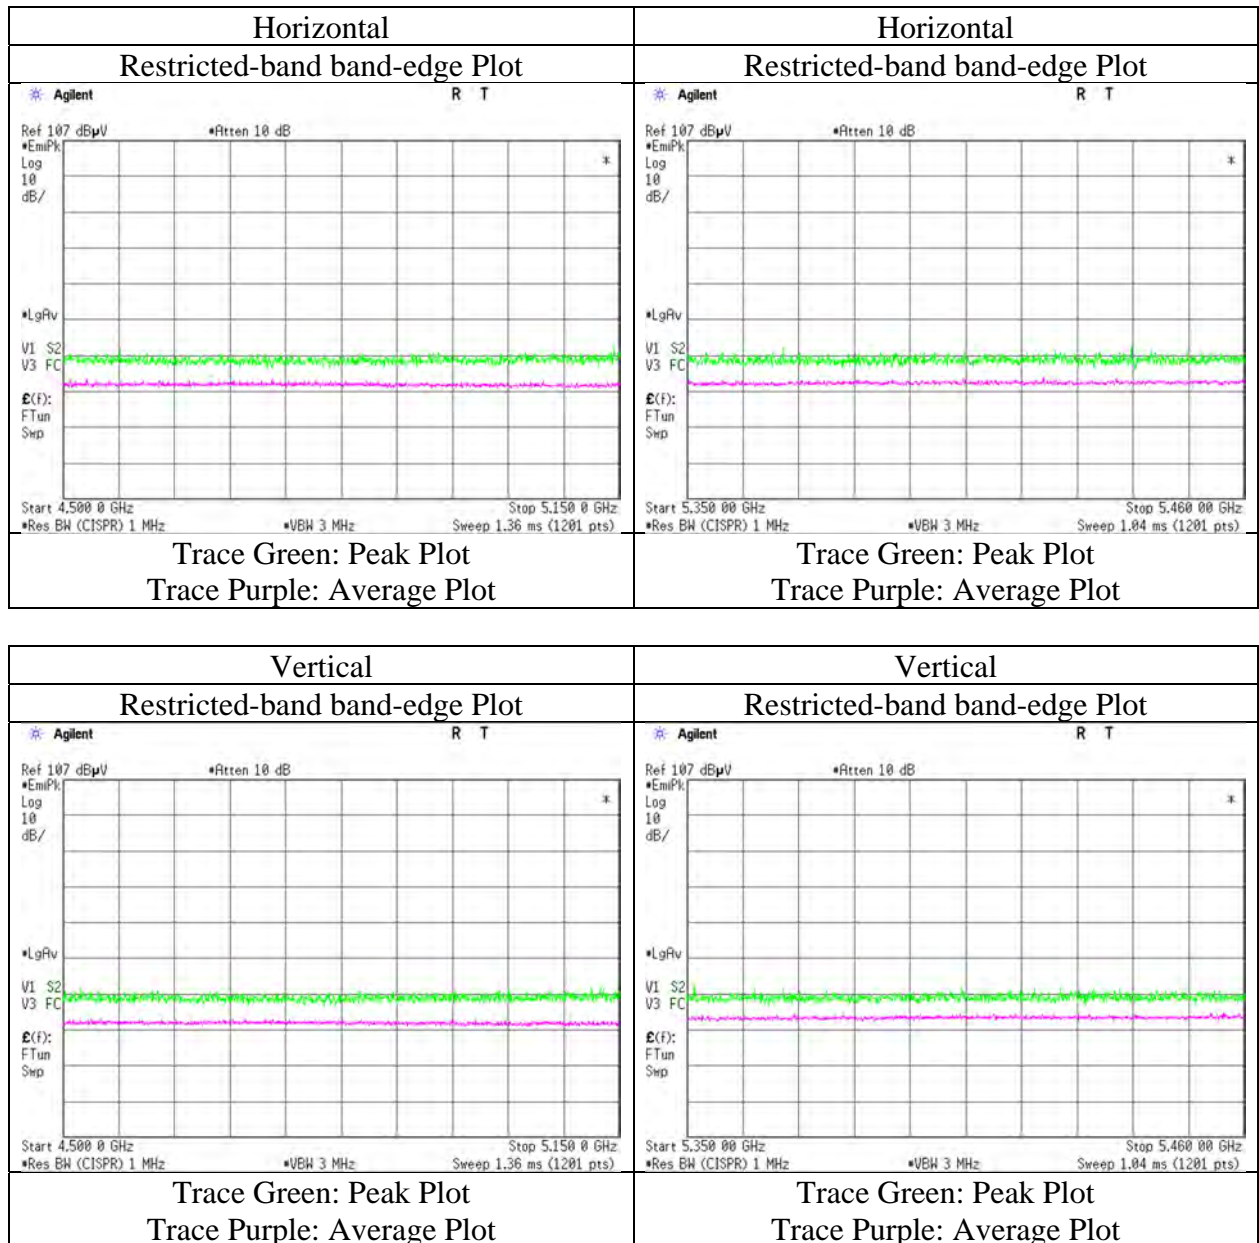 Horizontal
Horizontal
Restricted-band band-edge Plot
Restricted-band band-edge Plot
Agilent R T
Ref 107 dBµV *Atten 10 dB
*EmiPk
Log
10
dB/
*LgAv
V1 S2
V3 FC
£(f):
FTun
Swp
Start 4.500 0 GHz Stop 5.150 0 GHz
*Res BW (CISPR) 1 MHz *VBW 3 MHz Sweep 1.36 ms (1201 pts)
Agilent R T
Ref 107 dBµV *Atten 10 dB
*EmiPk
Log
10
dB/
*LgAv
V1 S2
V3 FC
£(f):
FTun
Swp
Start 5.350 00 GHz Stop 5.460 00 GHz
*Res BW (CISPR) 1 MHz *VBW 3 MHz Sweep 1.04 ms (1201 pts)
Trace Green: Peak Plot
Trace Purple: Average Plot
Trace Green: Peak Plot
Trace Purple: Average Plot
Vertical
Vertical
Restricted-band band-edge Plot
Restricted-band band-edge Plot
Agilent R T
Ref 107 dBµV *Atten 10 dB
*EmiPk
Log
10
dB/
*LgAv
V1 S2
V3 FC
£(f):
FTun
Swp
Start 4.500 0 GHz Stop 5.150 0 GHz
*Res BW (CISPR) 1 MHz *VBW 3 MHz Sweep 1.36 ms (1201 pts)
Agilent R T
Ref 107 dBµV *Atten 10 dB
*EmiPk
Log
10
dB/
*LgAv
V1 S2
V3 FC
£(f):
FTun
Swp
Start 5.350 00 GHz Stop 5.460 00 GHz
*Res BW (CISPR) 1 MHz *VBW 3 MHz Sweep 1.04 ms (1201 pts)
Trace Green: Peak Plot
Trace Purple: Average Plot
Trace Green: Peak Plot
Trace Purple: Average Plot